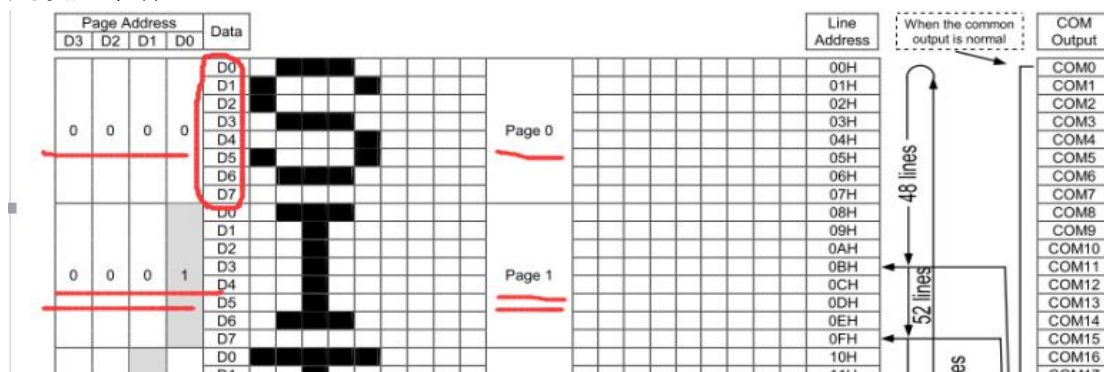 Page Address Data Line Address When the common output is normal COM Output
D3 D2 D1 D0
D0 00H COM0
D1 01H COM1
D2 02H COM2
D3 03H COM3
0 0 0 0 Page 0
D4 04H COM4
D5 05H COM5
D6 06H COM6
D7 07H COM7
48 lines
D0 08H COM8
D1 09H COM9
D2 0AH COM10
D3 0BH COM11
0 0 0 1 Page 1
D4 0CH COM12
D5 0DH COM13
D6 0EH COM14
D7 0FH COM15
52 lines
D0 10H COM16